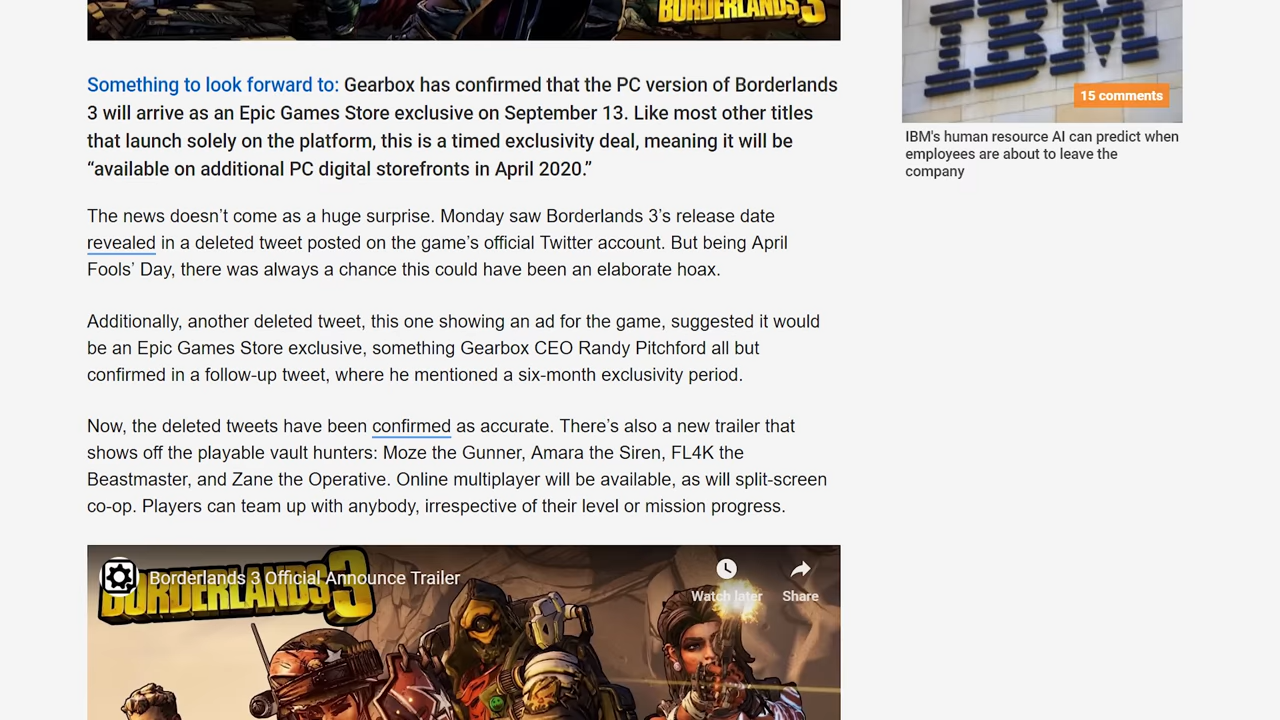 BORDERLANDS 3
Something to look forward to: Gearbox has confirmed that the PC version of Borderlands
3 will arrive as an Epic Games Store exclusive on September 13. Like most other titles
that launch solely on the platform, this is a timed exclusivity deal, meaning it will be
“available on additional PC digital storefronts in April 2020.”
The news doesn’t come as a huge surprise. Monday saw Borderlands 3’s release date
revealed in a deleted tweet posted on the game’s official Twitter account. But being April
Fools’ Day, there was always a chance this could have been an elaborate hoax.
Additionally, another deleted tweet, this one showing an ad for the game, suggested it would
be an Epic Games Store exclusive, something Gearbox CEO Randy Pitchford all but
confirmed in a follow-up tweet, where he mentioned a six-month exclusivity period.
Now, the deleted tweets have been confirmed as accurate. There’s also a new trailer that
shows off the playable vault hunters: Moze the Gunner, Amara the Siren, FL4K the
Beastmaster, and Zane the Operative. Online multiplayer will be available, as will split-screen
co-op. Players can team up with anybody, irrespective of their level or mission progress.
Borderlands 3 Official Announce Trailer
Watch later
Share
BORDERLANDS 3
IBM
15 comments
IBM's human resource AI can predict when
employees are about to leave the
company